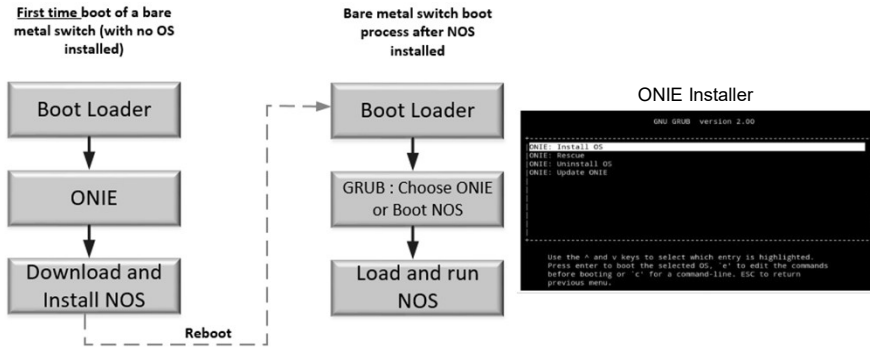 First time boot of a bare
metal switch (with no OS
installed)
Boot Loader
ONIE
Download and
Install NOS
Reboot
Bare metal switch boot
process after NOS
installed
Boot Loader
GRUB : Choose ONIE
or Boot NOS
Load and run
NOS
ONIE Installer
GNU GRUB version 2.00
ONIE: Install OS
ONIE: Rescue
ONIE: Uninstall OS
ONIE: Update ONIE
Use the ^ and v keys to select which entry is highlighted.
Press enter to boot the selected OS, `e' to edit the commands
before booting or `c' for a command-line. ESC to return
previous menu.